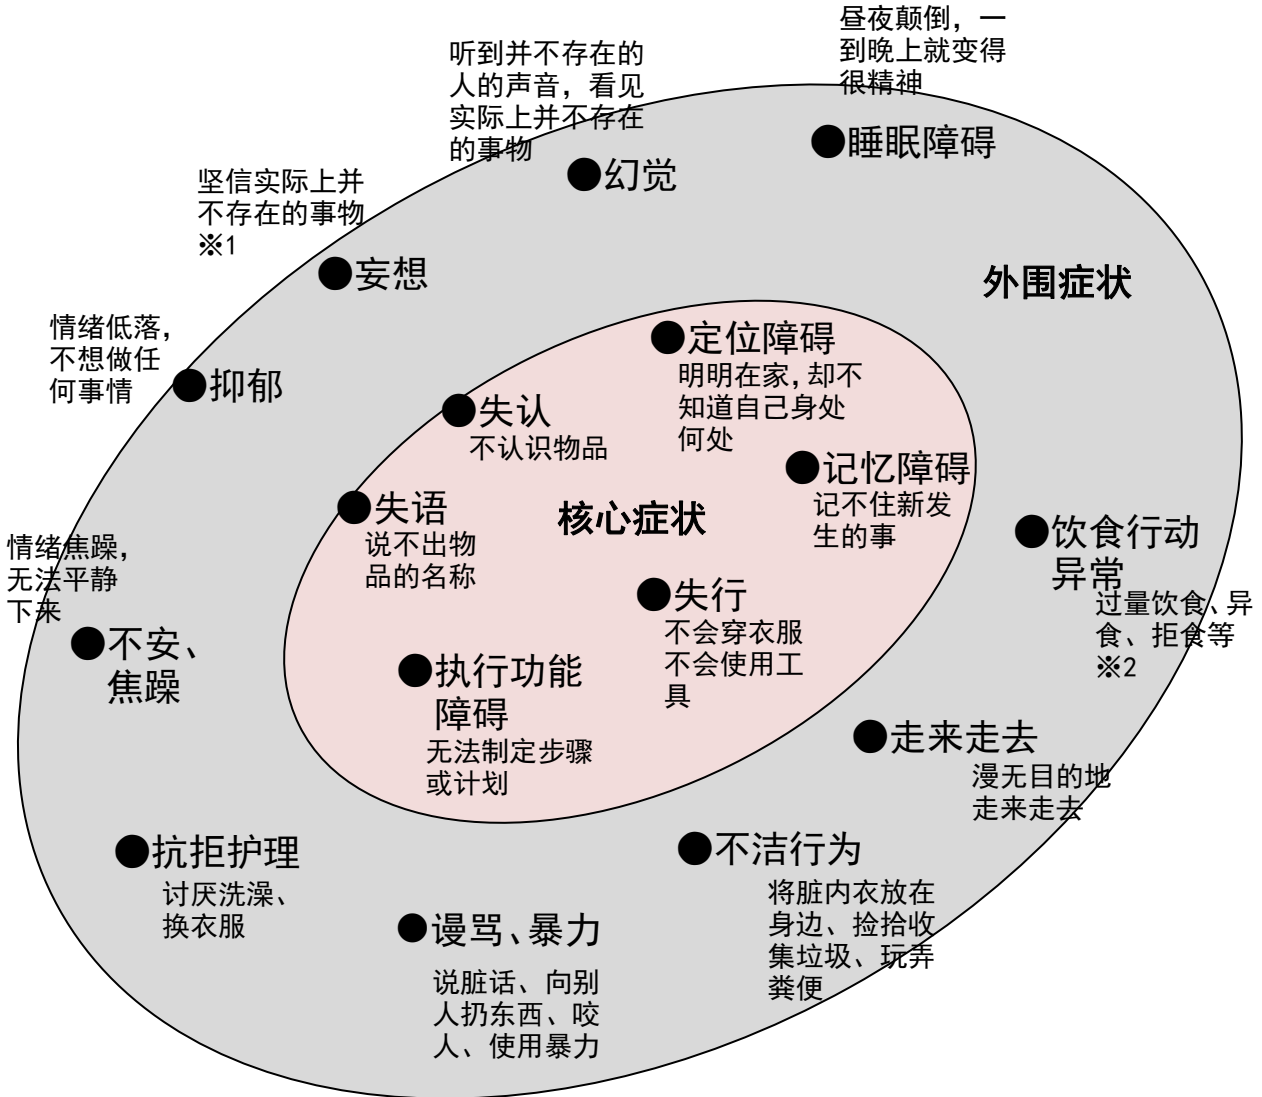 昼夜颠倒，一
到晚上就变得
很精神
●睡眠障碍
听到并不存在的
人的声音，看见
实际上并不存在
的事物
●幻觉
坚信实际上并
不存在的事物
※1
●妄想
外围症状
情绪低落，
不想做任
何事情
●抑郁
●定位障碍
明明在家，却不
知道自己身处
何处
●失认
不认识物品
●记忆障碍
记不住新发
生的事
核心症状
●失语
说不出物
品的名称
●饮食行动
异常
过量饮食、异
食、拒食等
※2
情绪焦躁，
无法平静
下来
●不安、
焦躁
●失行
不会穿衣服
不会使用工
具
●执行功能
障碍
无法制定步骤
或计划
●走来走去
漫无目的地
走来走去
●抗拒护理
讨厌洗澡、
换衣服
●不洁行为
将脏内衣放在
身边、捡拾收
集垃圾、玩弄
粪便
●谩骂、暴力
说脏话、向别
人扔东西、咬
人、使用暴力